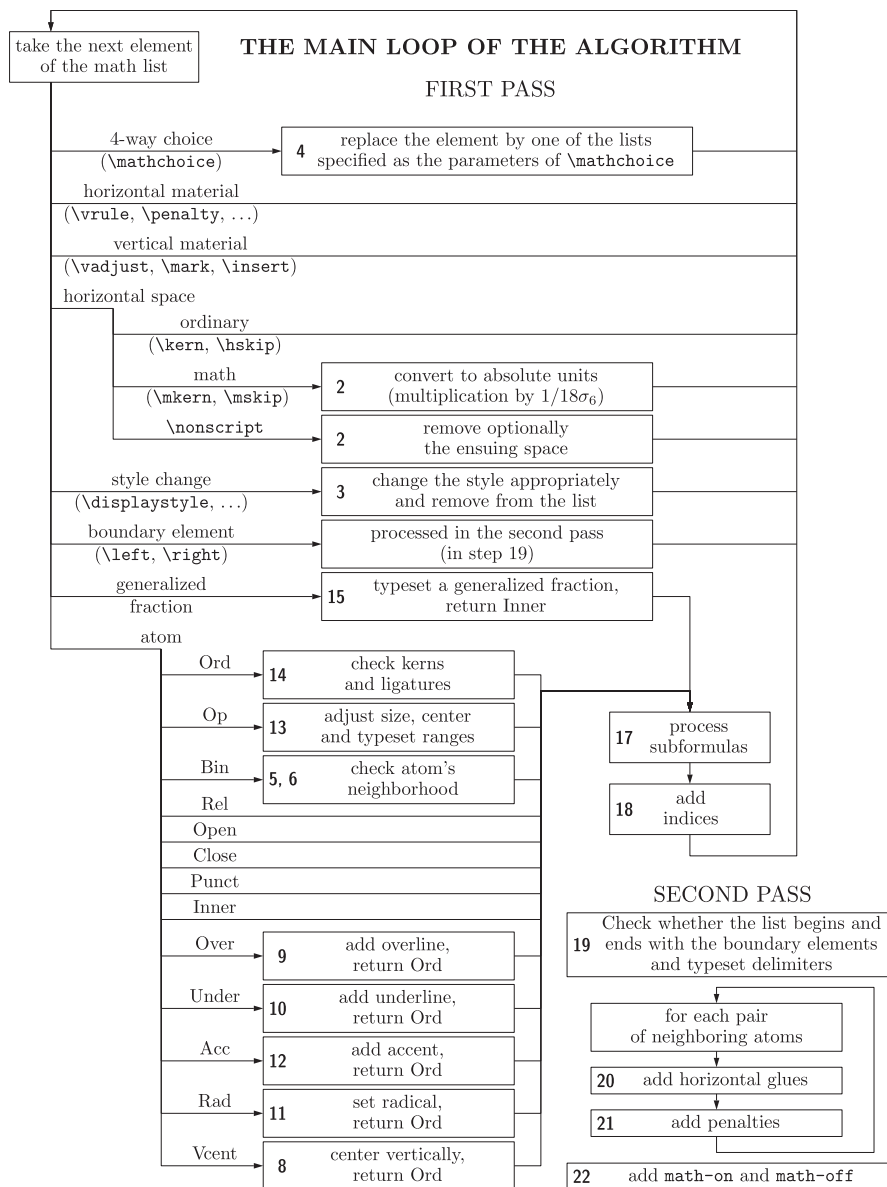 take the next element
of the math list
THE MAIN LOOP OF THE ALGORITHM
FIRST PASS
4-way choice
(\mathchoice)
4 replace the element by one of the lists
specified as the parameters of \mathchoice
horizontal material
(\vrule, \penalty, ...)
vertical material
(\vadjust, \mark, \insert)
horizontal space
ordinary
(\kern, \hskip)
math
(\mkern, \mskip)
2 convert to absolute units
(multiplication by 1/18σ₆)
\nonscript
2 remove optionally
the ensuing space
style change
(\displaystyle, ...)
3 change the style appropriately
and remove from the list
boundary element
(\left, \right)
processed in the second pass
(in step 19)
generalized
fraction
15 typeset a generalized fraction,
return Inner
atom
Ord
14 check kerns
and ligatures
Op
13 adjust size, center
and typeset ranges
Bin
5, 6 check atom's
neighborhood
Rel
Open
Close
Punct
Inner
Over
9 add overline,
return Ord
Under
10 add underline,
return Ord
Acc
12 add accent,
return Ord
Rad
11 set radical,
return Ord
Vcent
8 center vertically,
return Ord
17 process
subformulas
18 add
indices
SECOND PASS
19 Check whether the list begins and
ends with the boundary elements
and typeset delimiters
for each pair
of neighboring atoms
20 add horizontal glues
21 add penalties
22 add math-on and math-off